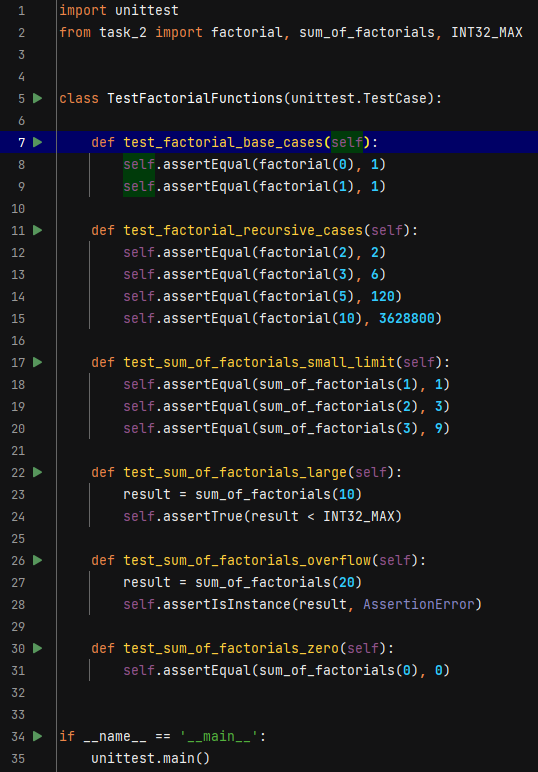 1 import unittest
2 from task_2 import factorial, sum_of_factorials, INT32_MAX
3
4
5 class TestFactorialFunctions(unittest.TestCase):
6
7     def test_factorial_base_cases(self):
8         self.assertEqual(factorial(0), 1)
9         self.assertEqual(factorial(1), 1)
10
11     def test_factorial_recursive_cases(self):
12         self.assertEqual(factorial(2), 2)
13         self.assertEqual(factorial(3), 6)
14         self.assertEqual(factorial(5), 120)
15         self.assertEqual(factorial(10), 3628800)
16
17     def test_sum_of_factorials_small_limit(self):
18         self.assertEqual(sum_of_factorials(1), 1)
19         self.assertEqual(sum_of_factorials(2), 3)
20         self.assertEqual(sum_of_factorials(3), 9)
21
22     def test_sum_of_factorials_large(self):
23         result = sum_of_factorials(10)
24         self.assertTrue(result < INT32_MAX)
25
26     def test_sum_of_factorials_overflow(self):
27         result = sum_of_factorials(20)
28         self.assertIsInstance(result, AssertionError)
29
30     def test_sum_of_factorials_zero(self):
31         self.assertEqual(sum_of_factorials(0), 0)
32
33
34 if __name__ == '__main__':
35     unittest.main()